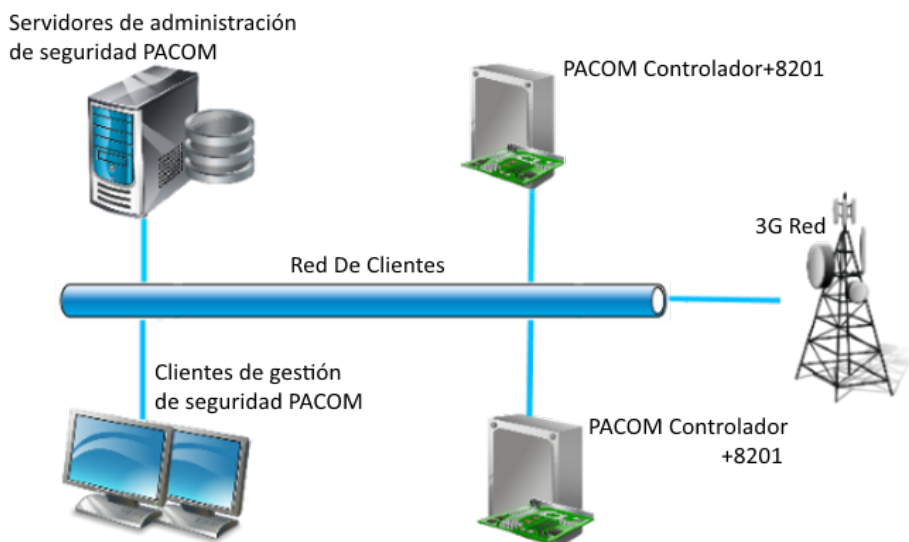 Servidores de administración
de seguridad PACOM
PACOM Controlador+8201
3G Red
Red De Clientes
Clientes de gestión
de seguridad PACOM
PACOM Controlador
+8201